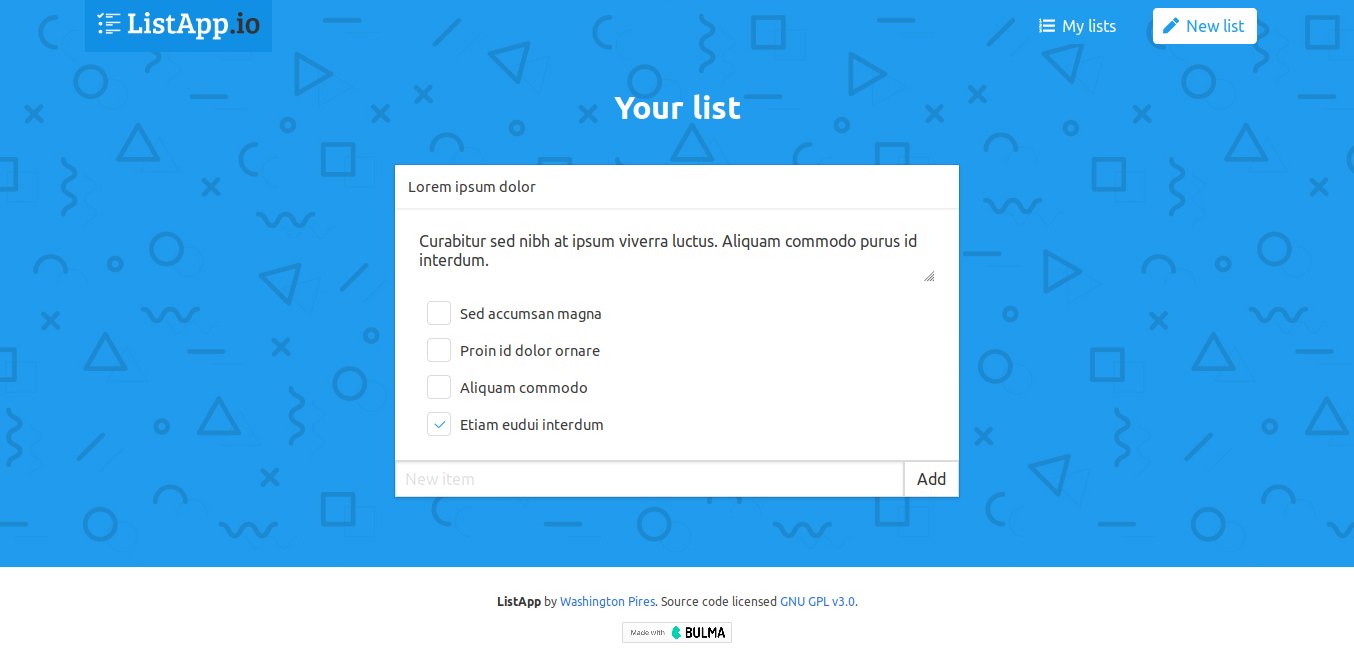 ListApp.io
My lists
New list
Your list
Lorem ipsum dolor
Curabitur sed nibh at ipsum viverra luctus. Aliquam commodo purus id
interdum.
Sed accumsan magna
Proin id dolor ornare
Aliquam commodo
Etiam eudui interdum
New item
Add
ListApp by Washington Pires. Source code licensed GNU GPL v3.0.
Made with BULMA